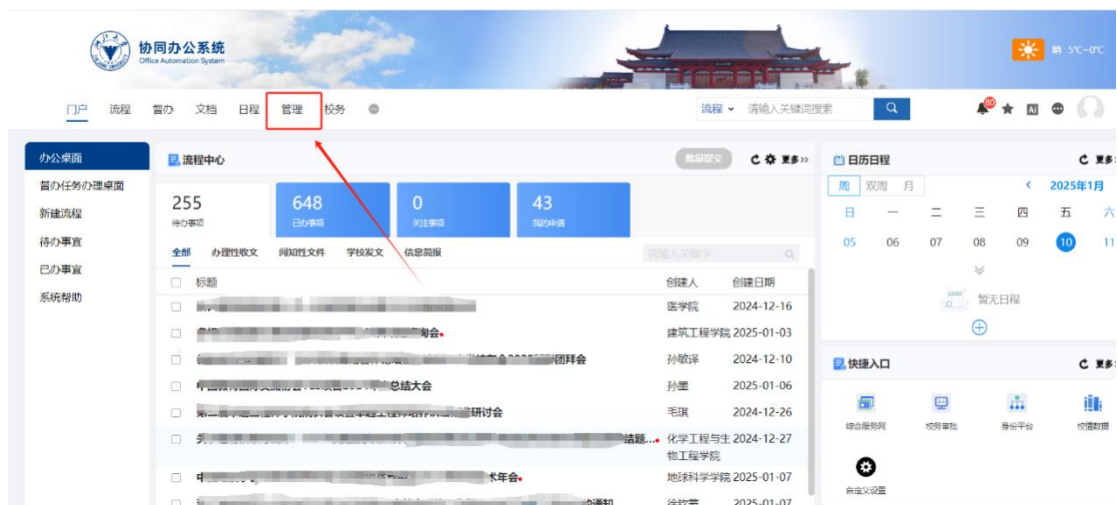 协同办公系统
Office Automation System
晴 5℃~0℃
门户 流程 督办 文档 日程 管理 校务
流程 请输入关键词搜索
80
AI
办公桌面
督办任务办理桌面
新建流程
待办事宜
已办事宜
系统帮助
流程中心
批量提交
更多>>
255
待办事项
648
已办事项
0
关注事项
43
我的申请
全部 办理性收文 阅知性文件 学校发文 信息简报
请输入关键字
标题 创建人 创建日期
医学院 2024-12-16
询会 建筑工程学院 2025-01-03
团拜会 孙敏译 2024-12-10
总结大会 孙墨 2025-01-06
研讨会 毛琪 2024-12-26
结题... 化学工程与生物工程学院 2024-12-27
术年会 地球科学学院 2025-01-07
的通知 2025-01-07
日历日程
更多
周 双周 月
2025年1月
日 一 二 三 四 五 六
05 06 07 08 09 10 11
暂无日程
快捷入口
更多
综合服务网 校务审批 身份平台 校情数据
自定义设置